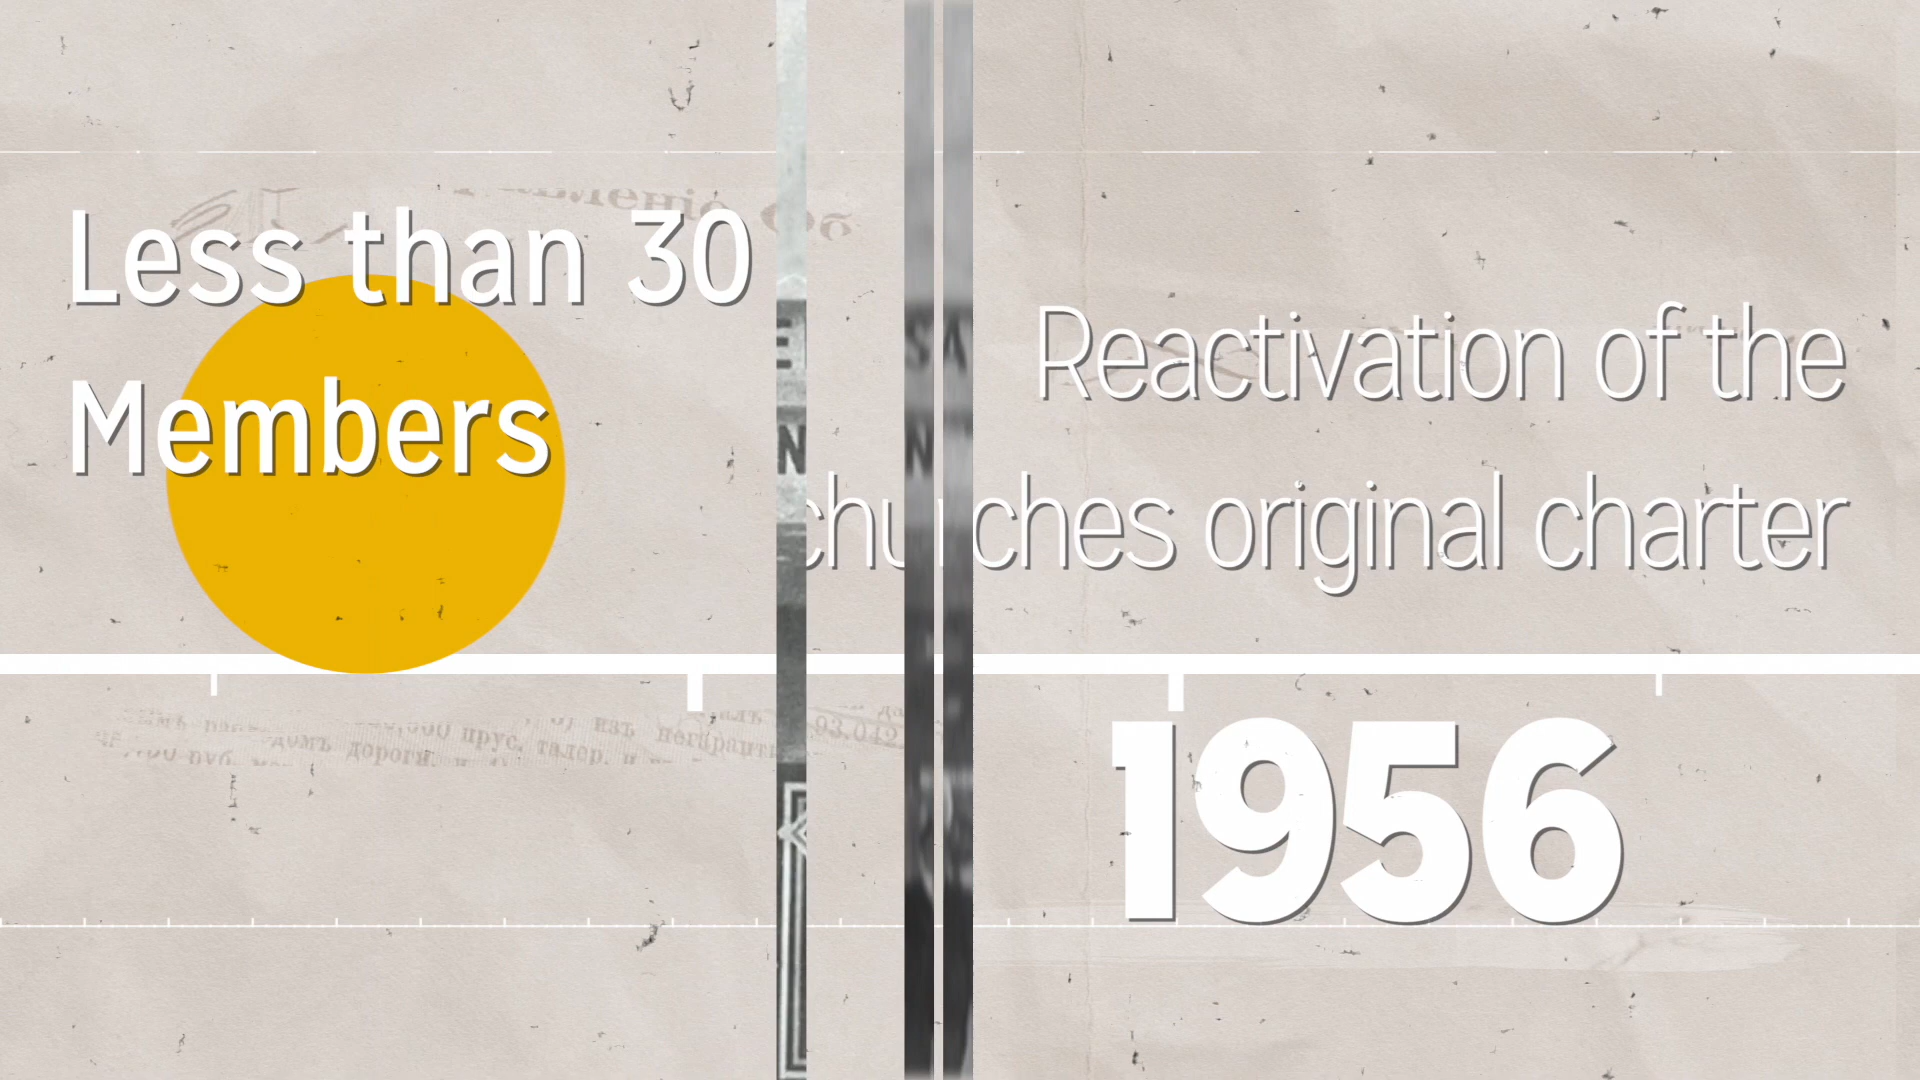 Less than 30
Members
Reactivation of the
churches original charter
1956